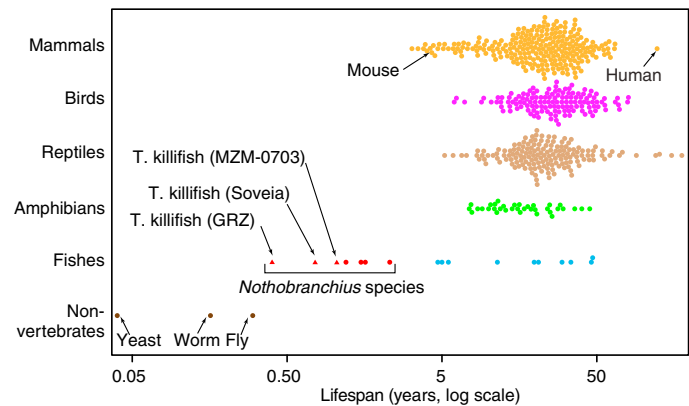 Mammals
Mouse
Human
Birds
Reptiles
T. killifish (MZM-0703)
T. killifish (Soveia)
T. killifish (GRZ)
Amphibians
Fishes
Nothobranchius species
Non-
vertebrates
Yeast
Worm
Fly
0.05
0.50
5
50
Lifespan (years, log scale)